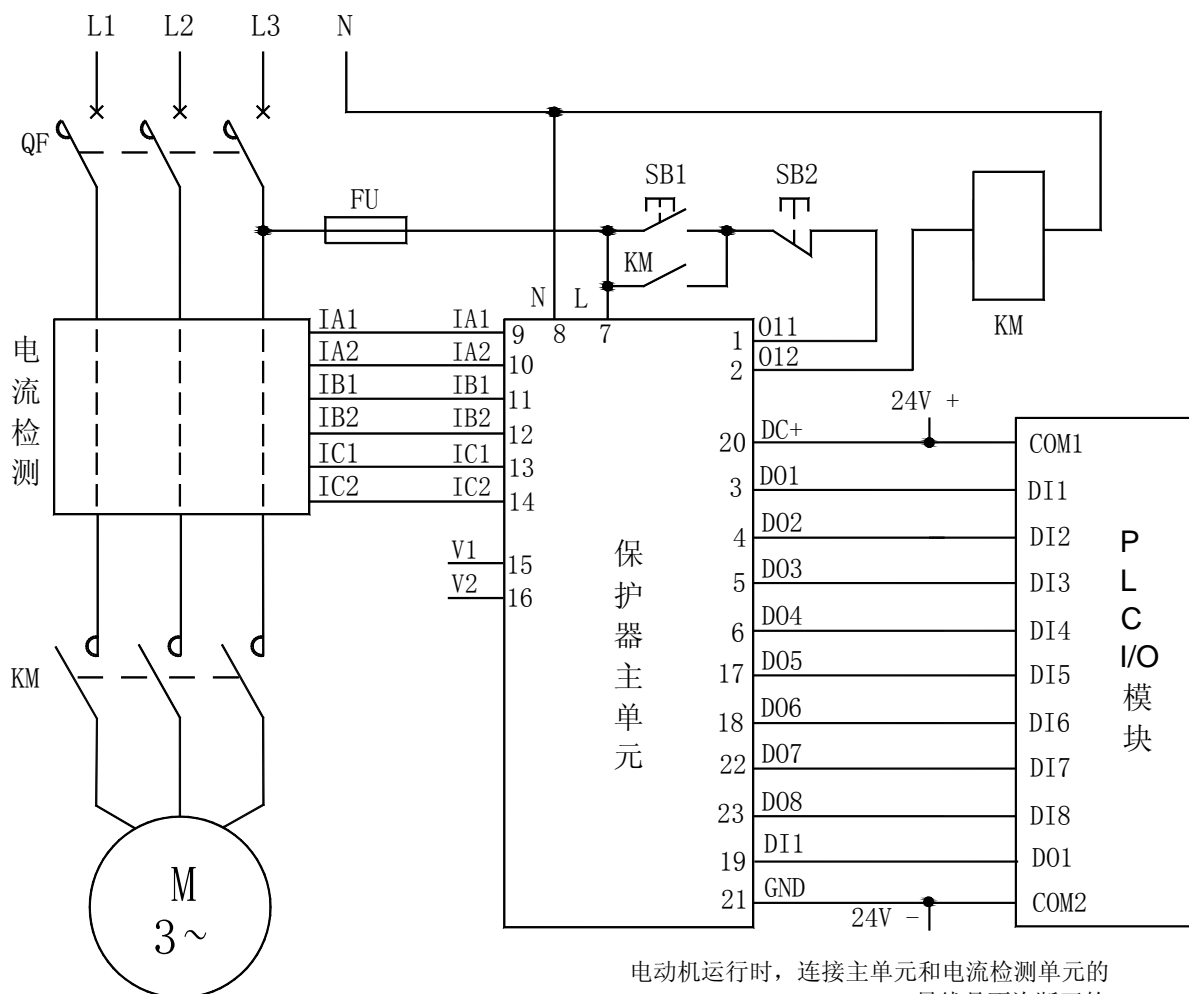 L1 L2 L3 N
QF
FU
SB1 SB2
KM
N L
KM
电流检测
IA1 IA1 9 8 7
IA2 IA2 10
IB1 IB1 11
IB2 IB2 12
IC1 IC1 13
IC2 IC2 14
V1 15
V2 16
保护器主单元
1 O11
2 O12
24V +
20 DC+ COM1
3 DO1 DI1
4 DO2 DI2
5 DO3 DI3
6 DO4 DI4
17 DO5 DI5
18 DO6 DI6
22 DO7 DI7
23 DO8 DI8
19 DI1 DO1
21 GND COM2
24V -
PLC I/O模块
KM
M
3~
电动机运行时，连接主单元和电流检测单元的